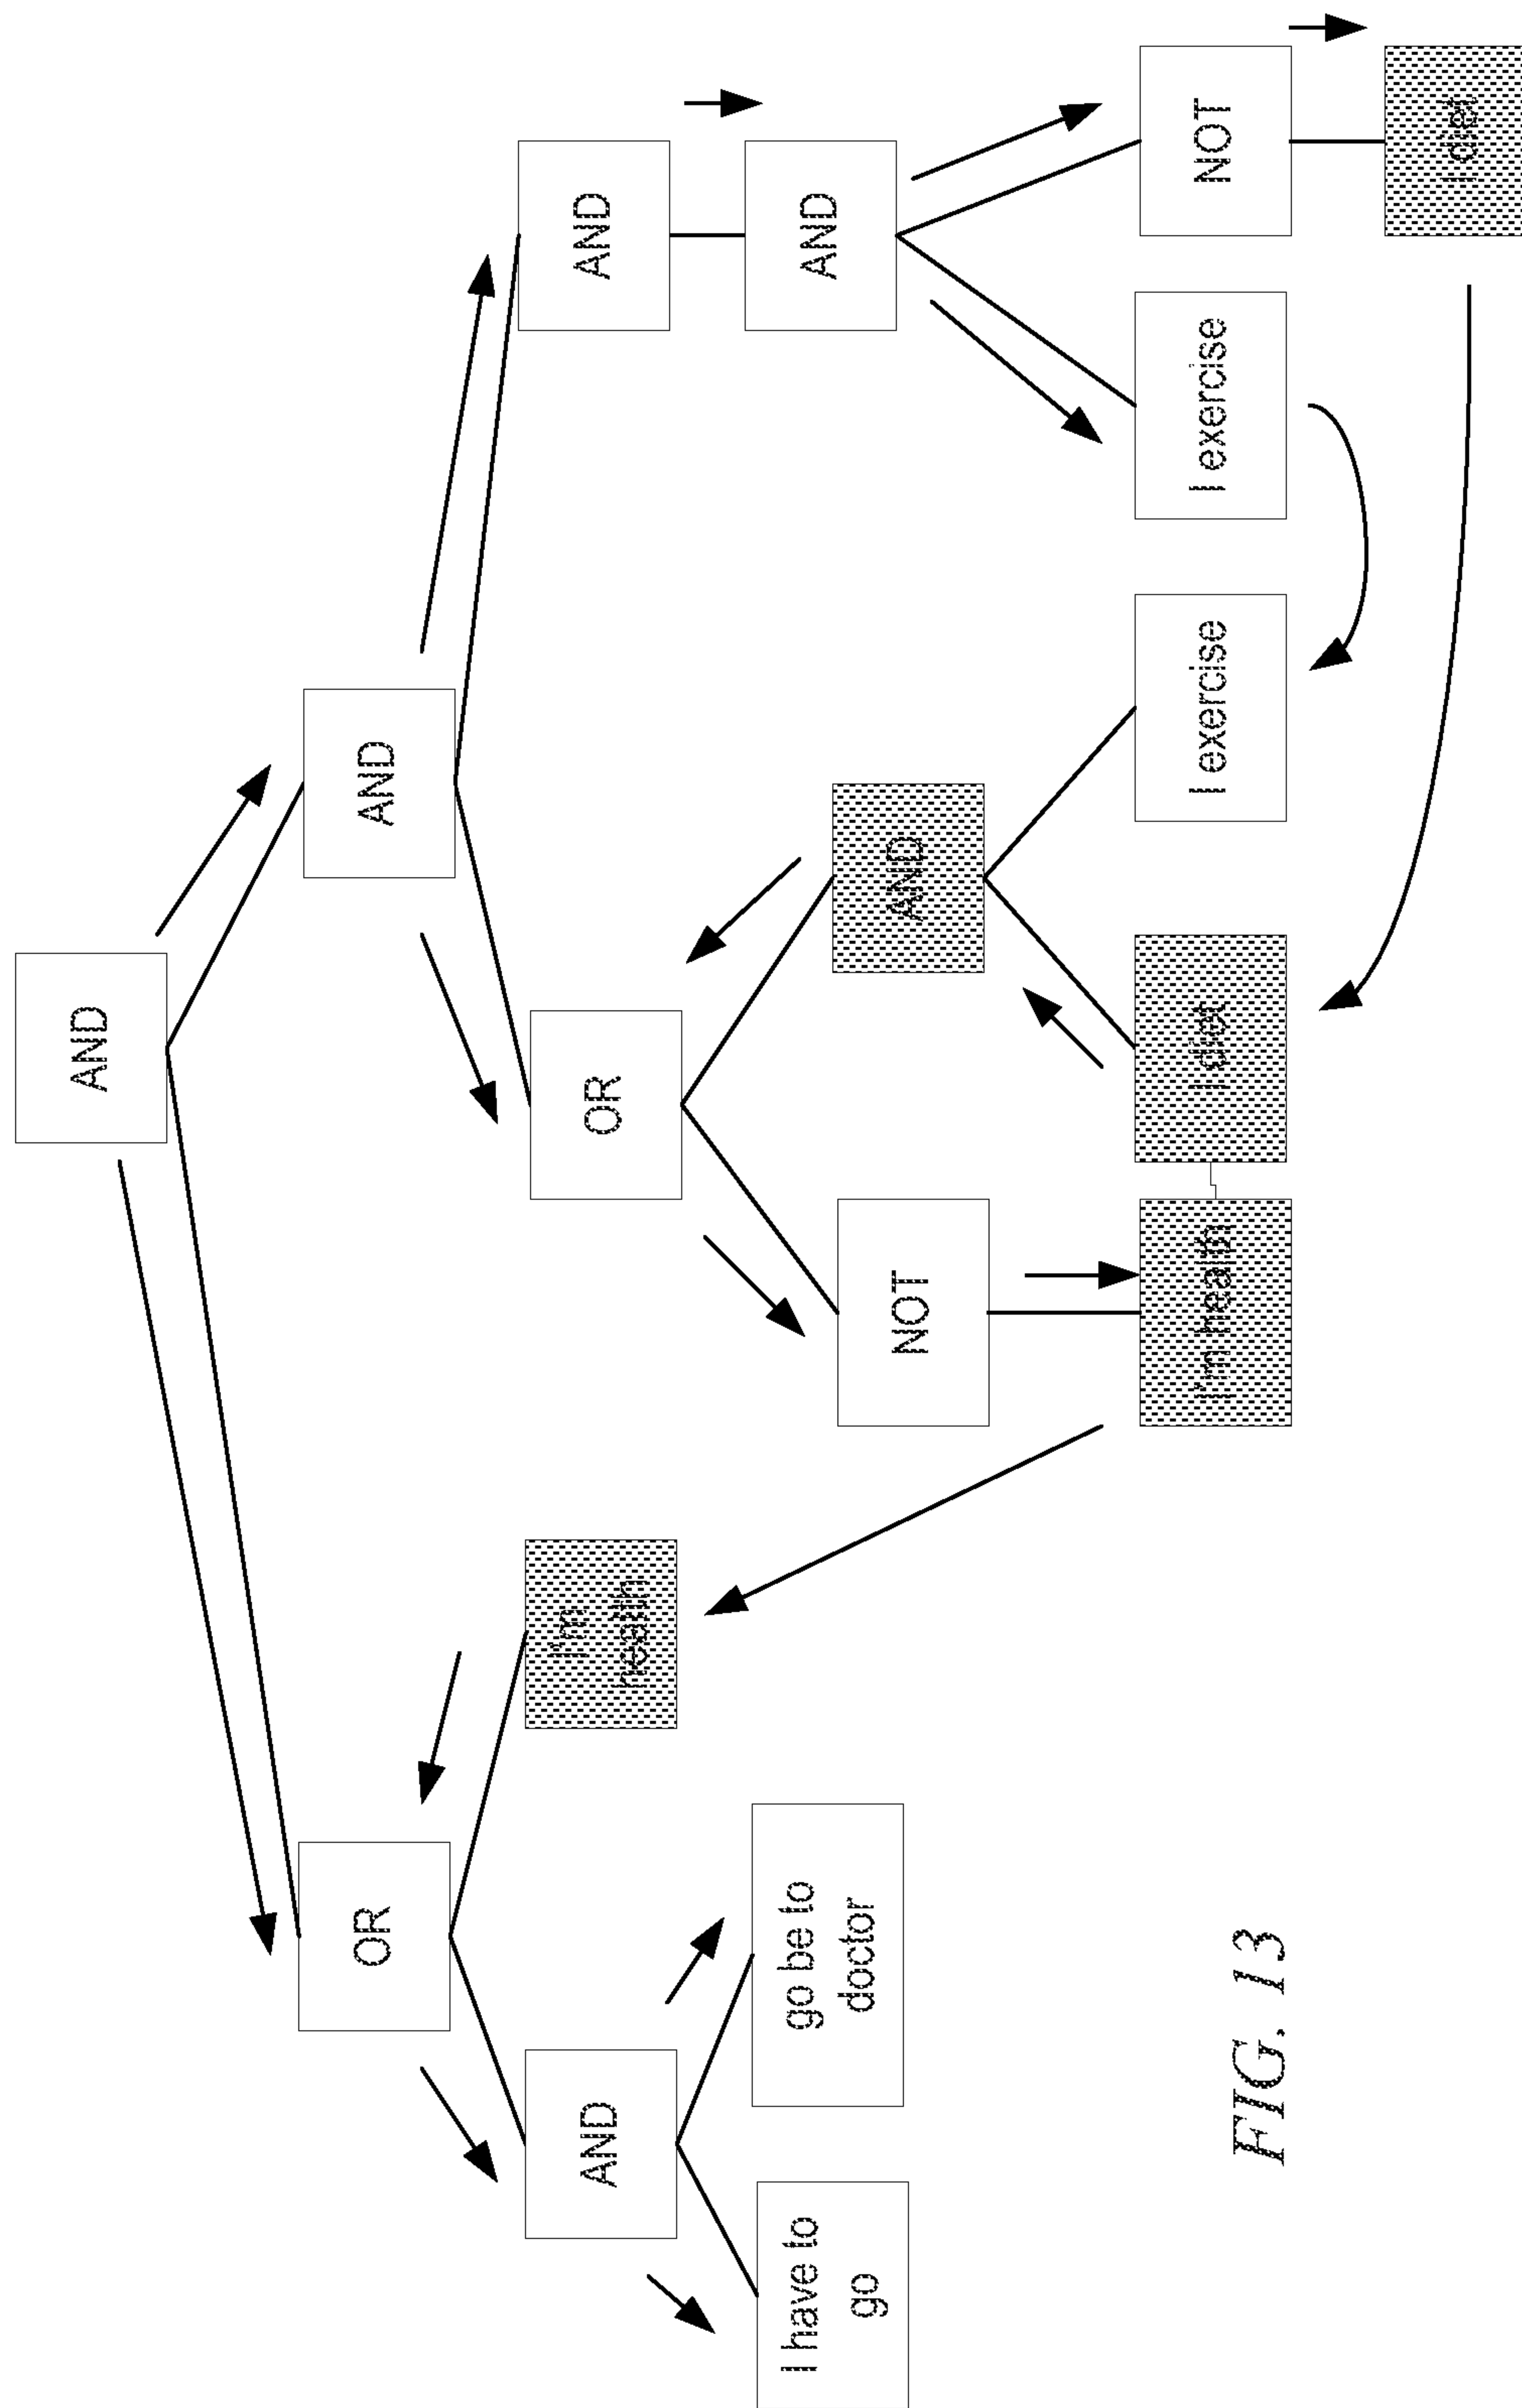 AND
OR
AND
AND
I'm
health
OR
AND
I have to
go
go be to
doctor
AND
NOT
AND
I'm health
I diet
I exercise
I exercise
NOT
I diet
FIG. 13